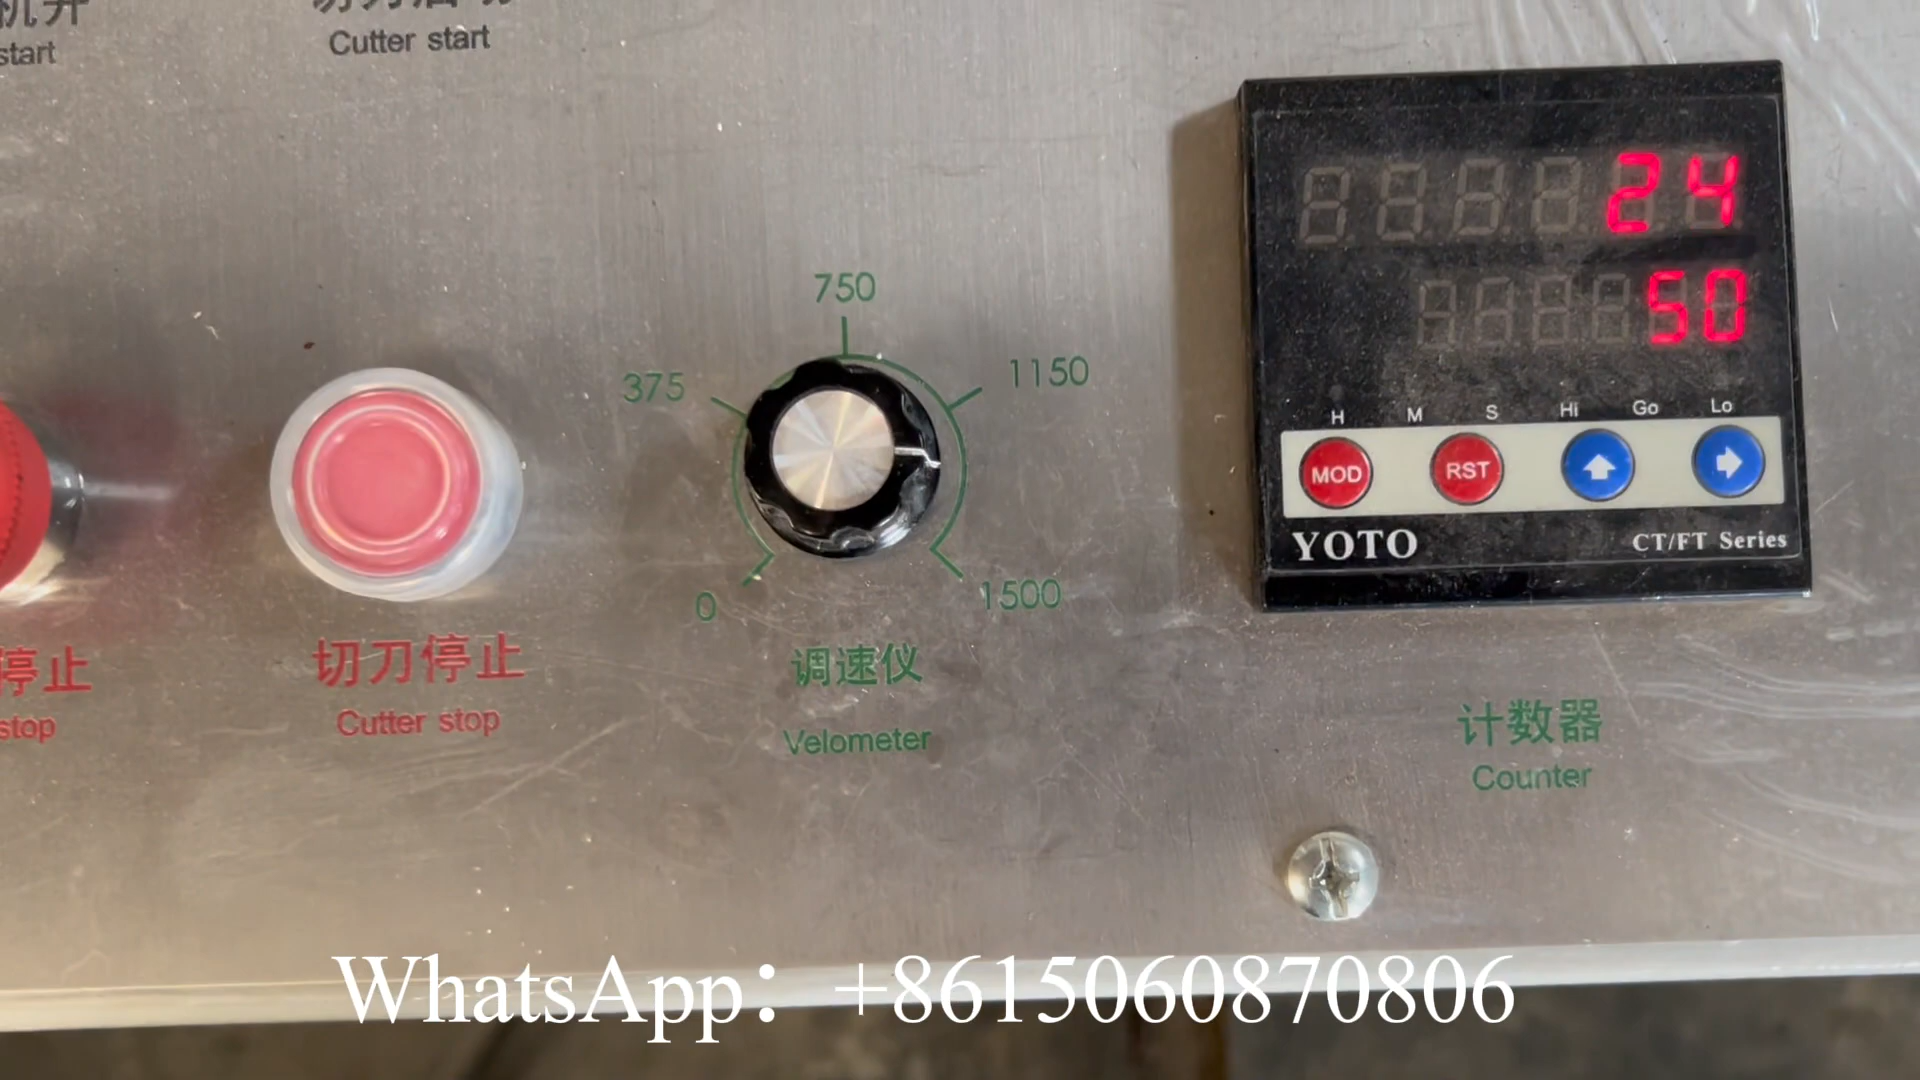 start
Cutter start
24
50
750
375
1150
0
1500
H M S Hi Go Lo
MOD RST
YOTO CT/FT Series
停止
stop
切刀停止
Cutter stop
调速仪
Velometer
计数器
Counter
WhatsApp：+8615060870806